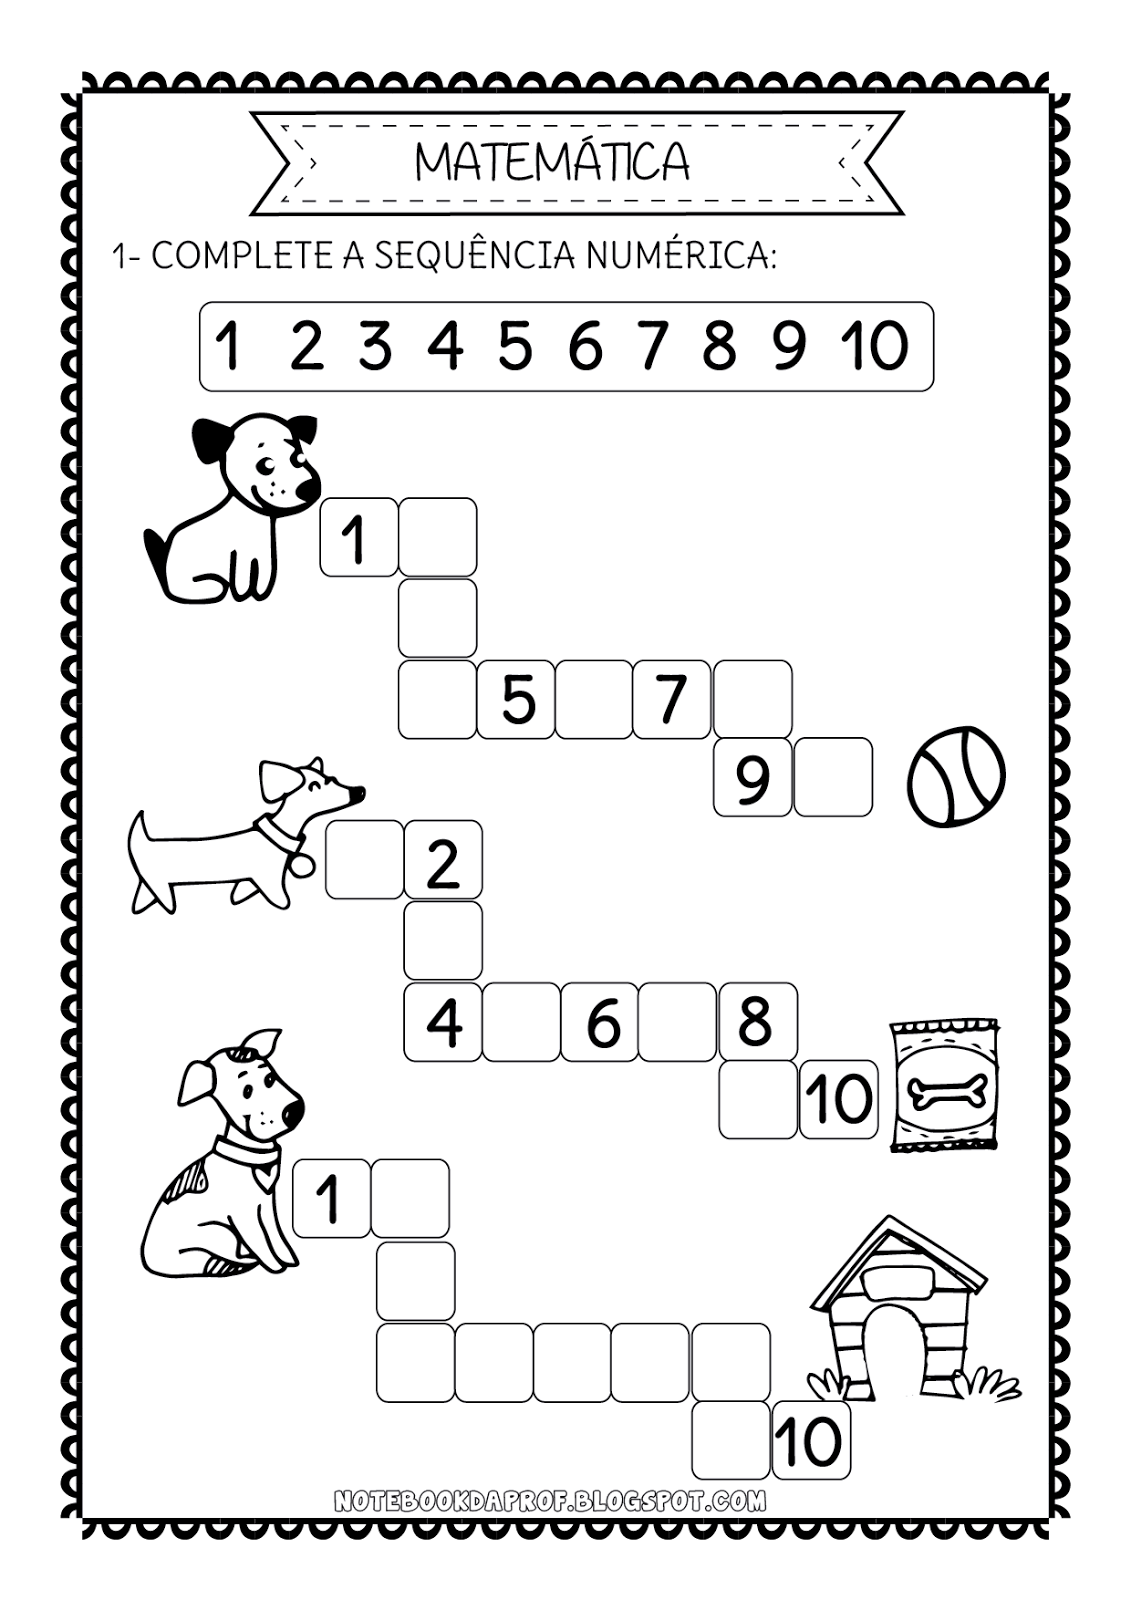 MATEMÁTICA
1- COMPLETE A SEQUÊNCIA NUMÉRICA:
1 2 3 4 5 6 7 8 9 10
1
5 7
9
2
4 6 8
10
1
10
NOTEBOOKDAPROF.BLOGSPOT.COM